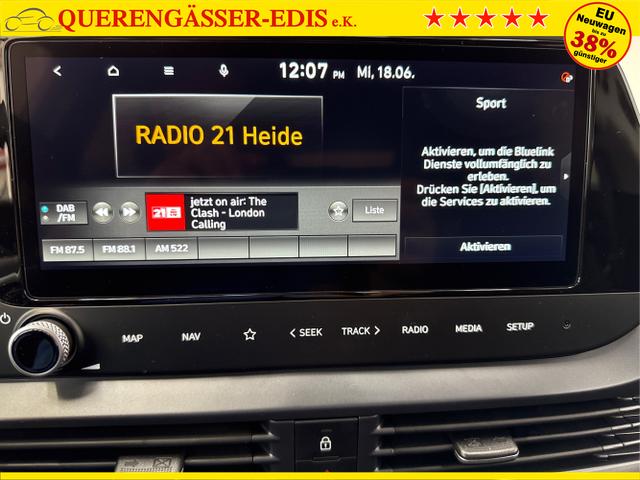 QUERENGÄSSER-EDIS e.K.
EU
Neuwagen
bis zu
38%
günstiger
12:07 PM MI, 18.06.
RADIO 21 Heide
Sport
Aktivieren, um die Bluelink
Dienste vollumfänglich zu
erleben.
Drücken Sie [Aktivieren], um
die Services zu aktivieren.
Aktivieren
DAB
/FM
21
jetzt on air: The
Clash - London
Calling
Liste
FM 87.5 FM 88.1 AM 522
MAP NAV < SEEK TRACK > RADIO MEDIA SETUP